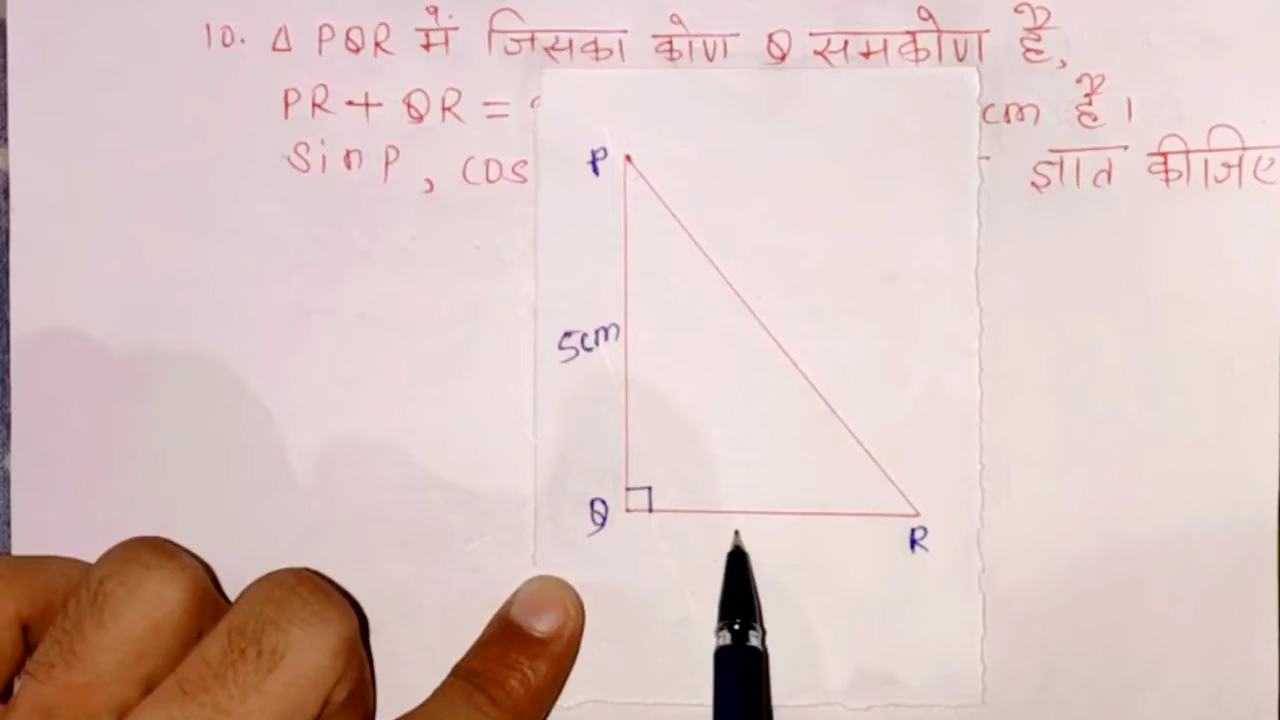 10. Δ PQR में जिसका कोण Q समकोण है,
PR + QR = cm है।
sin P, cos ज्ञात कीजिए
P
5cm
Q
R